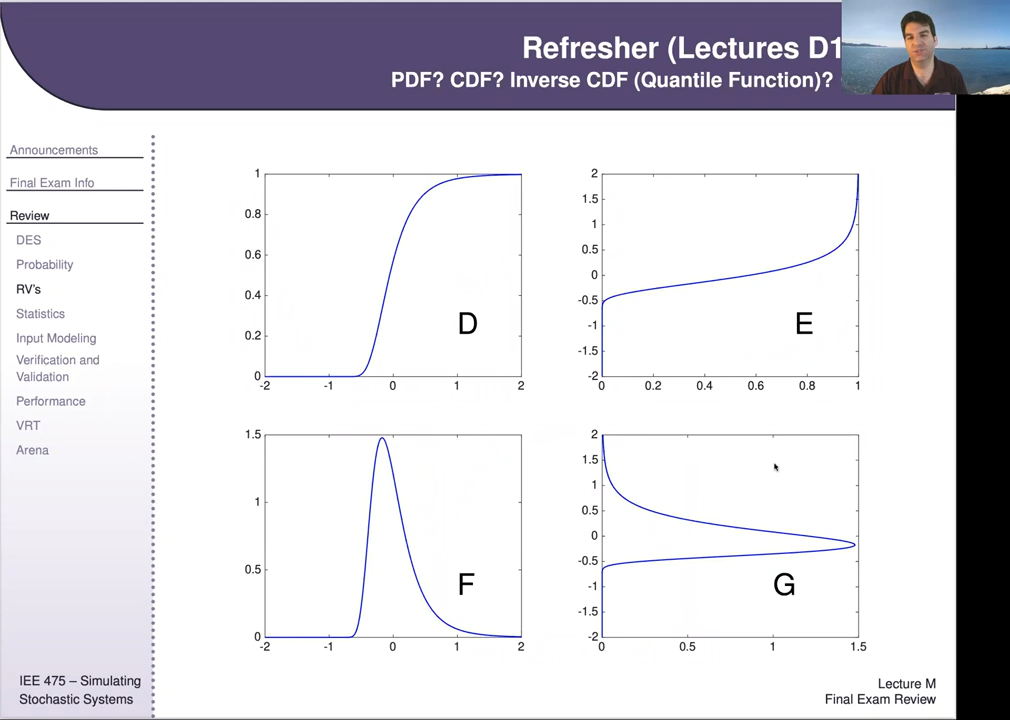 Refresher (Lectures D1
PDF? CDF? Inverse CDF (Quantile Function)?
Announcements
Final Exam Info
Review
DES
Probability
RV's
Statistics
Input Modeling
Verification and
Validation
Performance
VRT
Arena
1
0.8
0.6
0.4
0.2
0
-2
-1
0
1
2
D
2
1.5
1
0.5
0
-0.5
-1
-1.5
-2
0
0.2
0.4
0.6
0.8
1
E
1.5
1
0.5
0
-2
-1
0
1
2
F
2
1.5
1
0.5
0
-0.5
-1
-1.5
-2
0
0.5
1
1.5
G
IEE 475 – Simulating
Stochastic Systems
Lecture M
Final Exam Review